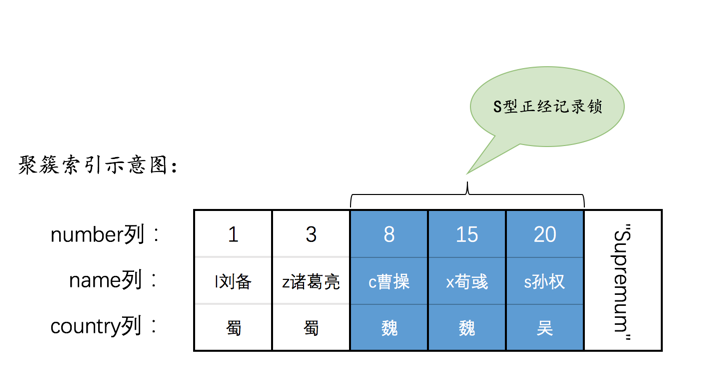 S型正经记录锁
聚簇索引示意图：
number列： 1 3 8 15 20 "Supremum"
name列： l刘备 z诸葛亮 c曹操 x荀彧 s孙权
country列： 蜀 蜀 魏 魏 吴